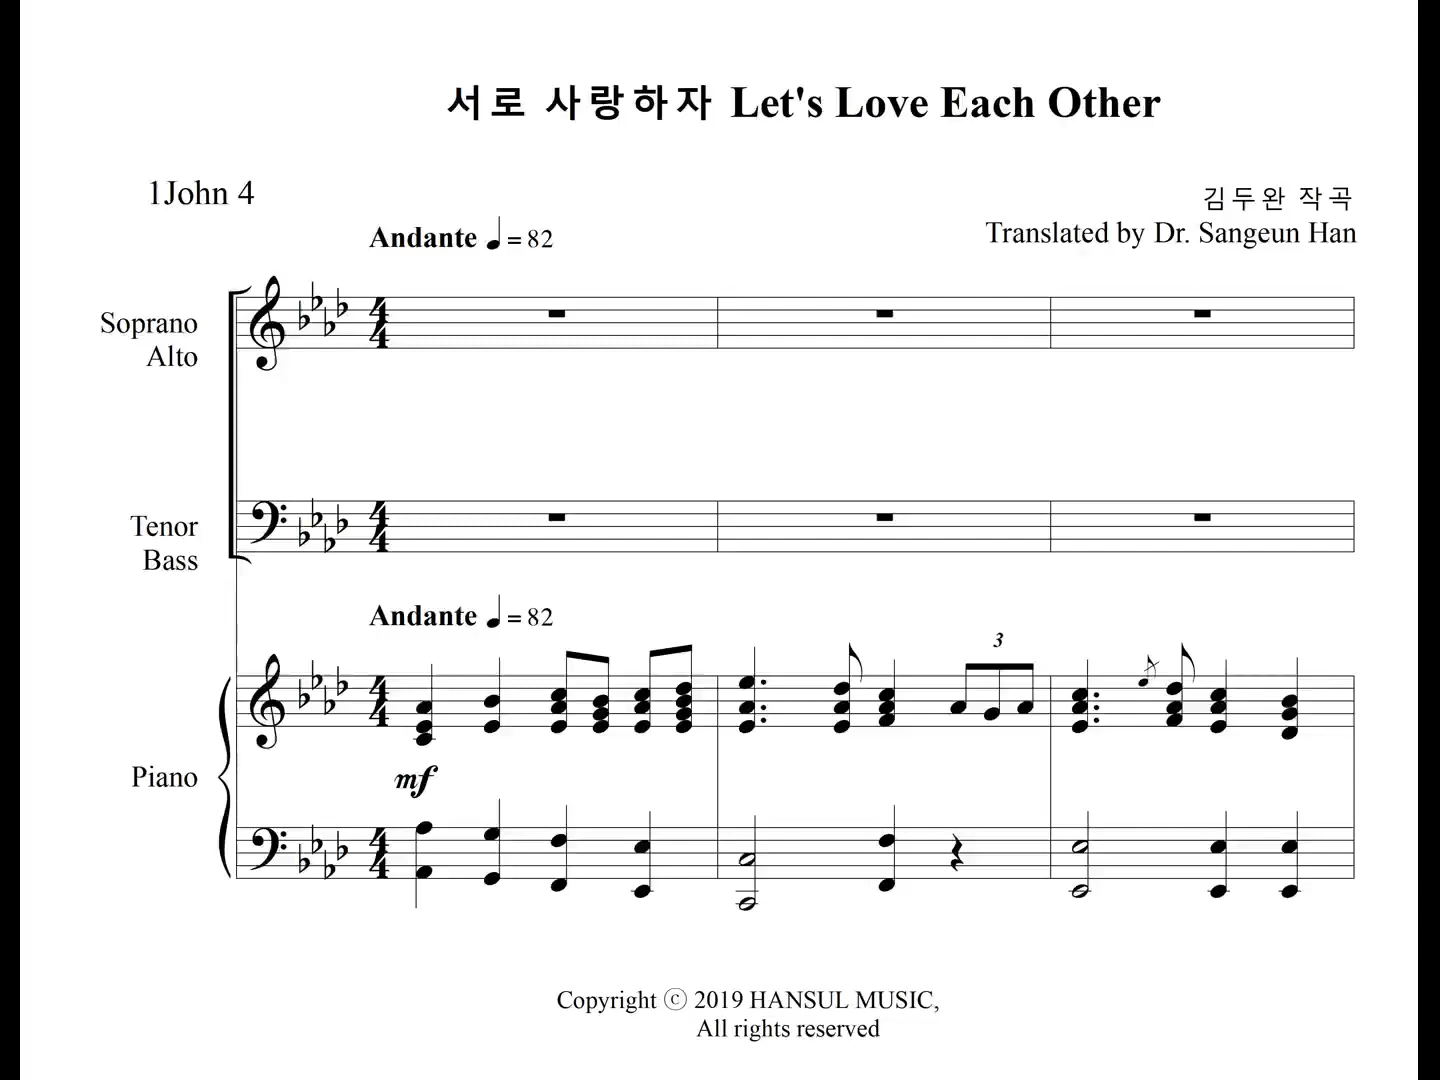 서로 사랑하자 Let's Love Each Other
1John 4
김두완 작곡
Translated by Dr. Sangeun Han
Andante ♩ = 82
Soprano
Alto
Tenor
Bass
Andante ♩ = 82
3
Piano
mf
Copyright ⓒ 2019 HANSUL MUSIC,
All rights reserved